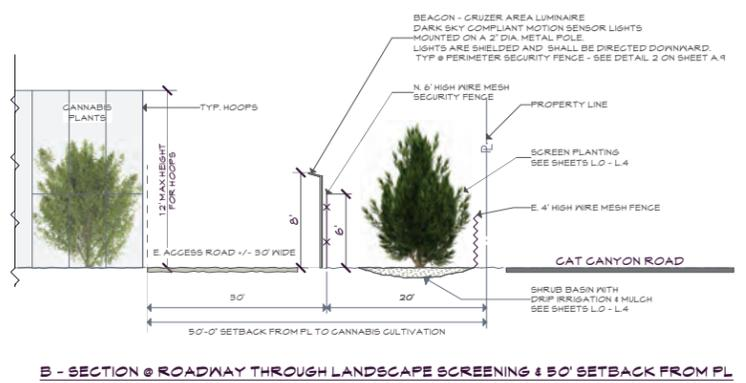 BEACON - CRUZER AREA LUMINAIRE
DARK SKY COMPLIANT MOTION SENSOR LIGHTS
MOUNTED ON A 2" DIA. METAL POLE.
LIGHTS ARE SHIELDED AND SHALL BE DIRECTED DOWNWARD.
TYP @ PERIMETER SECURITY FENCE - SEE DETAIL 2 ON SHEET A.9
N. 6' HIGH WIRE MESH
SECURITY FENCE
CANNABIS
PLANTS
TYP. HOOPS
PROPERTY LINE
PL
SCREEN PLANTING
SEE SHEETS L.0 - L.4
12' MAX HEIGHT
FOR HOOPS
8'
6'
E. 4' HIGH WIRE MESH FENCE
E. ACCESS ROAD +/- 30' WIDE
CAT CANYON ROAD
30'
20'
SHRUB BASIN WITH
DRIP IRRIGATION & MULCH
SEE SHEETS L.0 - L.4
50'-0" SETBACK FROM PL TO CANNABIS CULTIVATION
B - SECTION @ ROADWAY THROUGH LANDSCAPE SCREENING & 50' SETBACK FROM PL